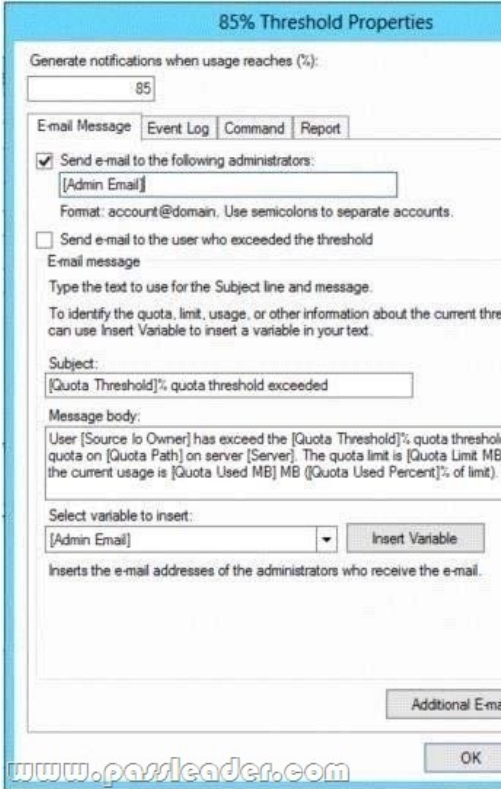 85% Threshold Properties
Generate notifications when usage reaches (%):
85
E-mail Message
Event Log
Command
Report
Send e-mail to the following administrators:
[Admin Email]
Format: account@domain. Use semicolons to separate accounts.
Send e-mail to the user who exceeded the threshold
E-mail message
Type the text to use for the Subject line and message.
To identify the quota, limit, usage, or other information about the current thre
can use Insert Variable to insert a variable in your text.
Subject:
[Quota Threshold]% quota threshold exceeded
Message body:
User [Source Io Owner] has exceed the [Quota Threshold]% quota threshol
quota on [Quota Path] on server [Server]. The quota limit is [Quota Limit MB
the current usage is [Quota Used MB] MB ([Quota Used Percent]% of limit).
Select variable to insert:
[Admin Email]
Insert Variable
Inserts the e-mail addresses of the administrators who receive the e-mail.
Additional E-ma
OK
www.passleader.com